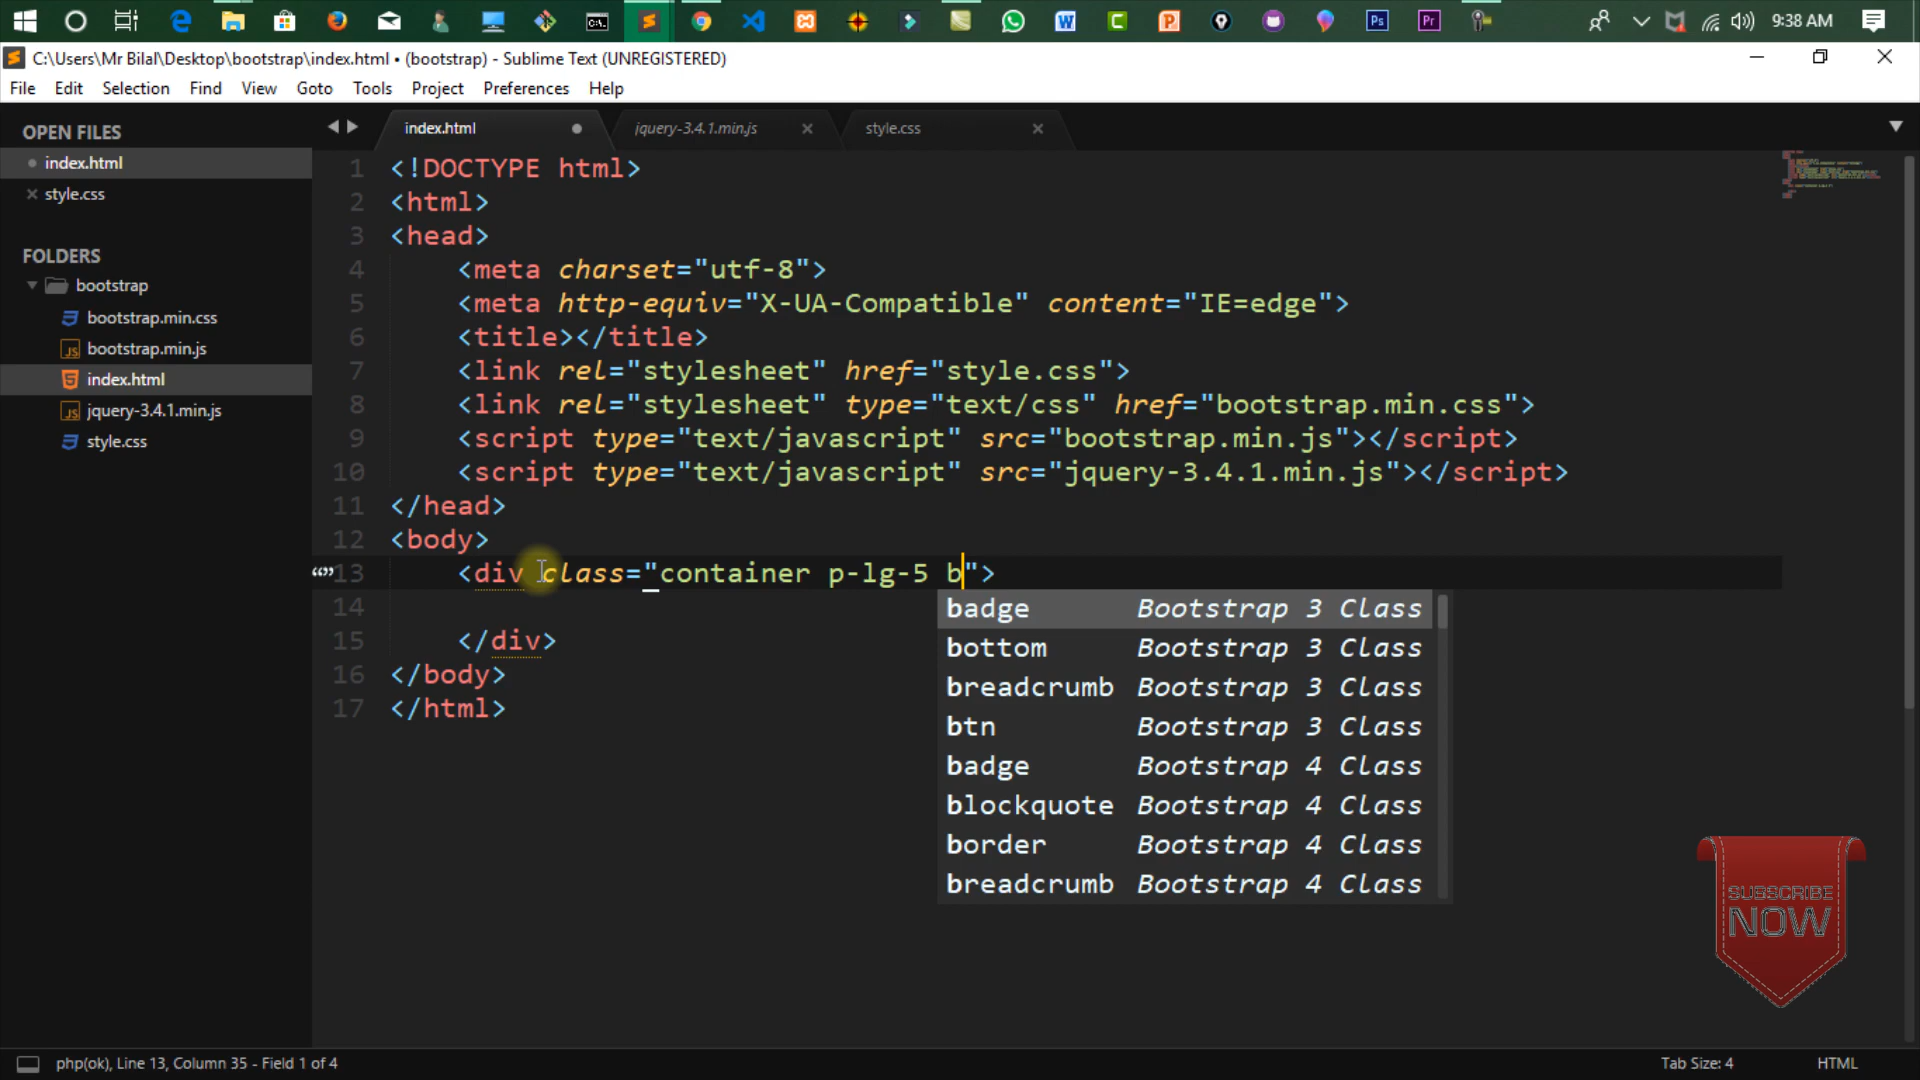 9:38 AM
C:\Users\Mr Bilal\Desktop\bootstrap\index.html • (bootstrap) - Sublime Text (UNREGISTERED)
File Edit Selection Find View Goto Tools Project Preferences Help
OPEN FILES
index.html
style.css
FOLDERS
bootstrap
bootstrap.min.css
bootstrap.min.js
index.html
jquery-3.4.1.min.js
style.css
index.html jquery-3.4.1.min.js style.css
1 <!DOCTYPE html>
2 <html>
3 <head>
4 <meta charset="utf-8">
5 <meta http-equiv="X-UA-Compatible" content="IE=edge">
6 <title></title>
7 <link rel="stylesheet" href="style.css">
8 <link rel="stylesheet" type="text/css" href="bootstrap.min.css">
9 <script type="text/javascript" src="bootstrap.min.js"></script>
10 <script type="text/javascript" src="jquery-3.4.1.min.js"></script>
11 </head>
12 <body>
13 <div class="container p-lg-5 b">
14
15 </div>
16 </body>
17 </html>
badge Bootstrap 3 Class
bottom Bootstrap 3 Class
breadcrumb Bootstrap 3 Class
btn Bootstrap 3 Class
badge Bootstrap 4 Class
blockquote Bootstrap 4 Class
border Bootstrap 4 Class
breadcrumb Bootstrap 4 Class
SUBSCRIBE
NOW
php(ok), Line 13, Column 35 - Field 1 of 4
Tab Size: 4
HTML